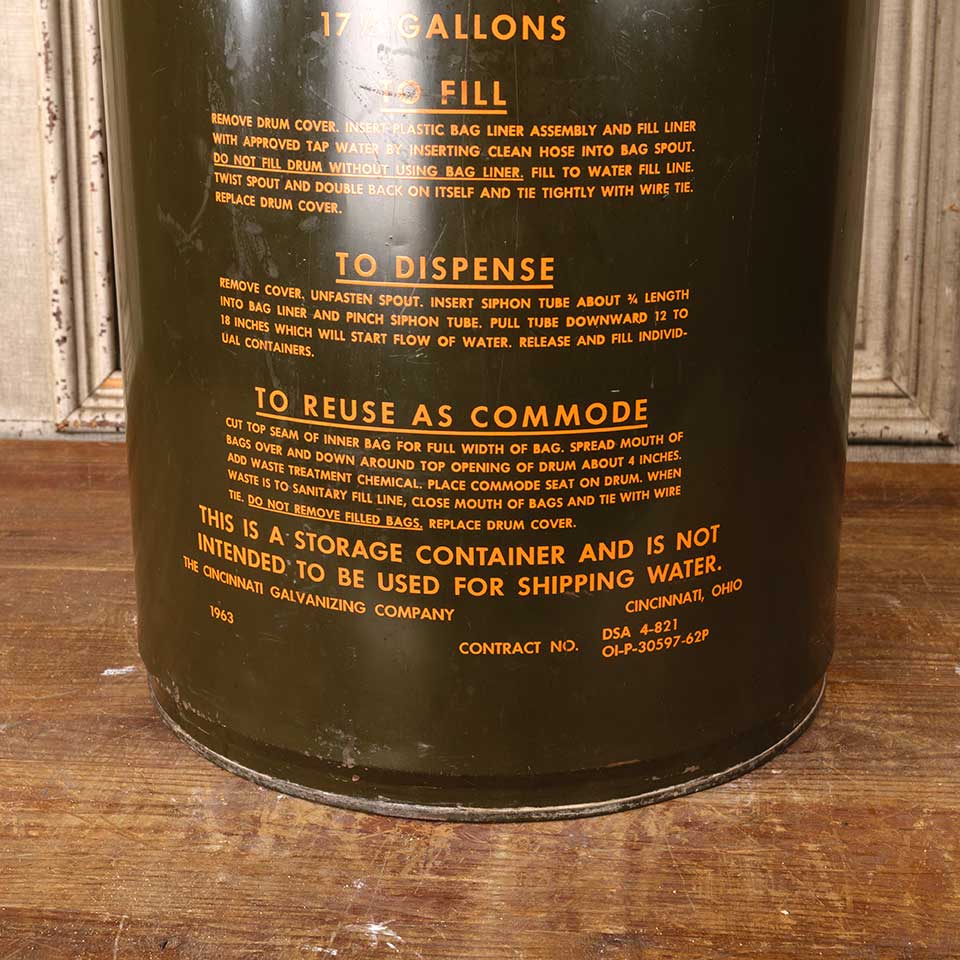 17½ GALLONS
TO FILL
REMOVE DRUM COVER. INSERT PLASTIC BAG LINER ASSEMBLY AND FILL LINER
WITH APPROVED TAP WATER BY INSERTING CLEAN HOSE INTO BAG SPOUT.
DO NOT FILL DRUM WITHOUT USING BAG LINER. FILL TO WATER FILL LINE.
TWIST SPOUT AND DOUBLE BACK ON ITSELF AND TIE TIGHTLY WITH WIRE TIE.
REPLACE DRUM COVER.
TO DISPENSE
REMOVE COVER. UNFASTEN SPOUT. INSERT SIPHON TUBE ABOUT ¾ LENGTH
INTO BAG LINER AND PINCH SIPHON TUBE. PULL TUBE DOWNWARD 12 TO
18 INCHES WHICH WILL START FLOW OF WATER. RELEASE AND FILL INDIVID-
UAL CONTAINERS.
TO REUSE AS COMMODE
CUT TOP SEAM OF INNER BAG FOR FULL WIDTH OF BAG. SPREAD MOUTH OF
BAGS OVER AND DOWN AROUND TOP OPENING OF DRUM ABOUT 4 INCHES.
ADD WASTE TREATMENT CHEMICAL. PLACE COMMODE SEAT ON DRUM. WHEN
WASTE IS TO SANITARY FILL LINE, CLOSE MOUTH OF BAGS AND TIE WITH WIRE
TIE. DO NOT REMOVE FILLED BAGS. REPLACE DRUM COVER.
THIS IS A STORAGE CONTAINER AND IS NOT
INTENDED TO BE USED FOR SHIPPING WATER.
THE CINCINNATI GALVANIZING COMPANY CINCINNATI, OHIO
1963
CONTRACT NO. DSA 4-821
OI-P-30597-62P